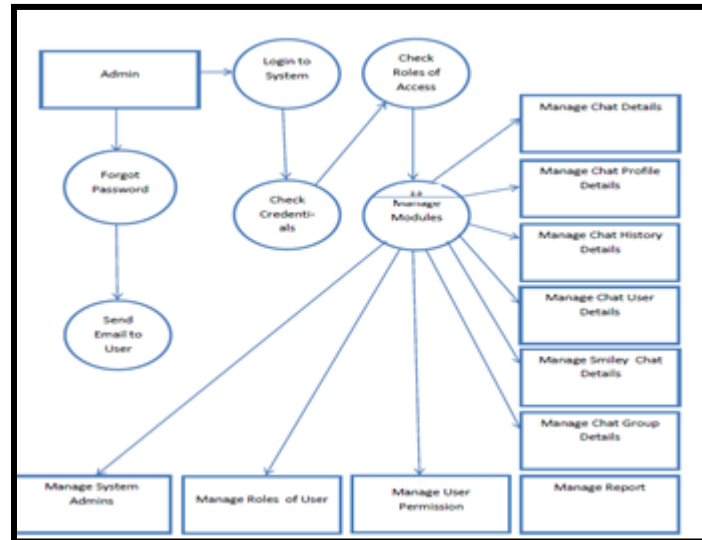 Admin
Login to
System
Check
Roles of
Access
Manage Chat Details
Forgot
Password
Check
Credenti-
als
Manage
Modules
Manage Chat Profile
Details
Manage Chat History
Details
Manage Chat User
Details
Send
Email to
User
Manage Smiley Chat
Details
Manage Chat Group
Details
Manage System
Admins
Manage Roles of User
Manage User
Permission
Manage Report